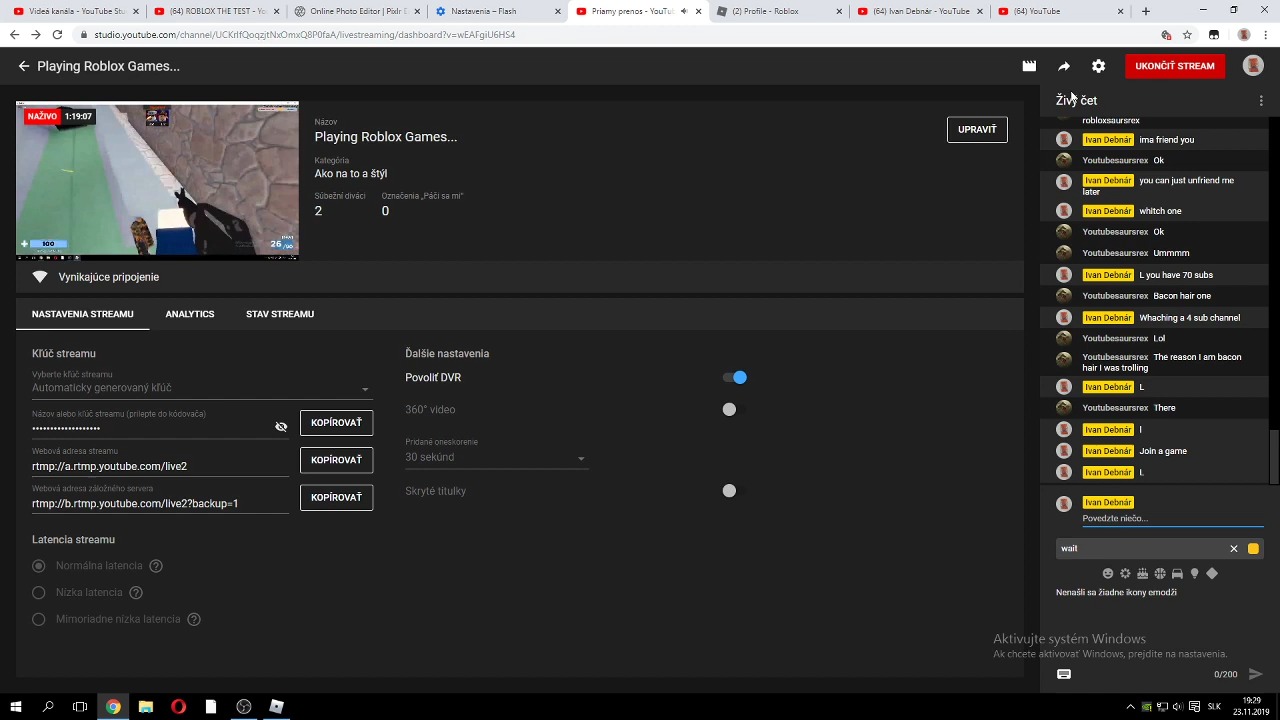 Videá kanála - YouTube
(64) ROBLOX THE TEST - YouTube
Online Photo Editor | Pixlr E
Nastavenia – Flash
Priamy prenos - YouTube
(2) Profile - Roblox
(64) Ivan Debnár - YouTube
(64) YouTube
studio.youtube.com/channel/UCKrIfQoqzjtNxOmxQ8P0faA/livestreaming/dashboard?v=wEAFgiU6HS4
Playing Roblox Games...
UKONČIŤ STREAM
NAŽIVO
1:19:07
100
26
Názov
Playing Roblox Games...
Kategória
Ako na to a štýl
Súbežní diváci
Označenia „Páči sa mi“
2
0
UPRAVIŤ
Vynikajúce pripojenie
NASTAVENIA STREAMU
ANALYTICS
STAV STREAMU
Kľúč streamu
Vyberte kľúč streamu
Automaticky generovaný kľúč
Názov alebo kľúč streamu (prilepte do kódovača)
•••••••••••••••••••
KOPÍROVAŤ
Webová adresa streamu
rtmp://a.rtmp.youtube.com/live2
KOPÍROVAŤ
Webová adresa záložného servera
rtmp://b.rtmp.youtube.com/live2?backup=1
KOPÍROVAŤ
Latencia streamu
Normálna latencia
Nízka latencia
Mimoriadne nízka latencia
Ďalšie nastavenia
Povoliť DVR
360° video
Pridané oneskorenie
30 sekúnd
Skryté titulky
Živý čet
robloxsaursrex
Ivan Debnár ima friend you
Youtubesaursrex Ok
Ivan Debnár you can just unfriend me
later
Ivan Debnár whitch one
Youtubesaursrex Ok
Youtubesaursrex Ummmm
Ivan Debnár L you have 70 subs
Youtubesaursrex Bacon hair one
Ivan Debnár Whaching a 4 sub channel
Youtubesaursrex Lol
Youtubesaursrex The reason I am bacon
hair I was trolling
Ivan Debnár L
Youtubesaursrex There
Ivan Debnár l
Ivan Debnár Join a game
Ivan Debnár L
Ivan Debnár
Povedzte niečo...
wait
Nenašli sa žiadne ikony emodži
Aktivujte systém Windows
Ak chcete aktivovať Windows, prejdite na nastavenia.
0/200
SLK
19:29
23.11.2019